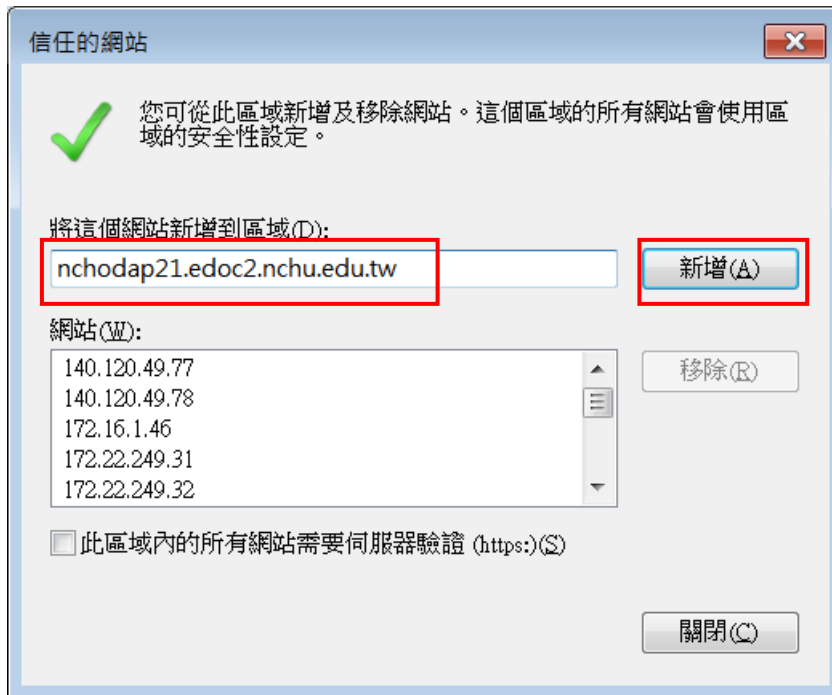 信任的網站
您可從此區域新增及移除網站。這個區域的所有網站會使用區
域的安全性設定。
將這個網站新增到區域(D):
nchodap21.edoc2.nchu.edu.tw
新增(A)
網站(W):
140.120.49.77
140.120.49.78
172.16.1.46
172.22.249.31
172.22.249.32
移除(R)
此區域內的所有網站需要伺服器驗證 (https:)(S)
關閉(C)